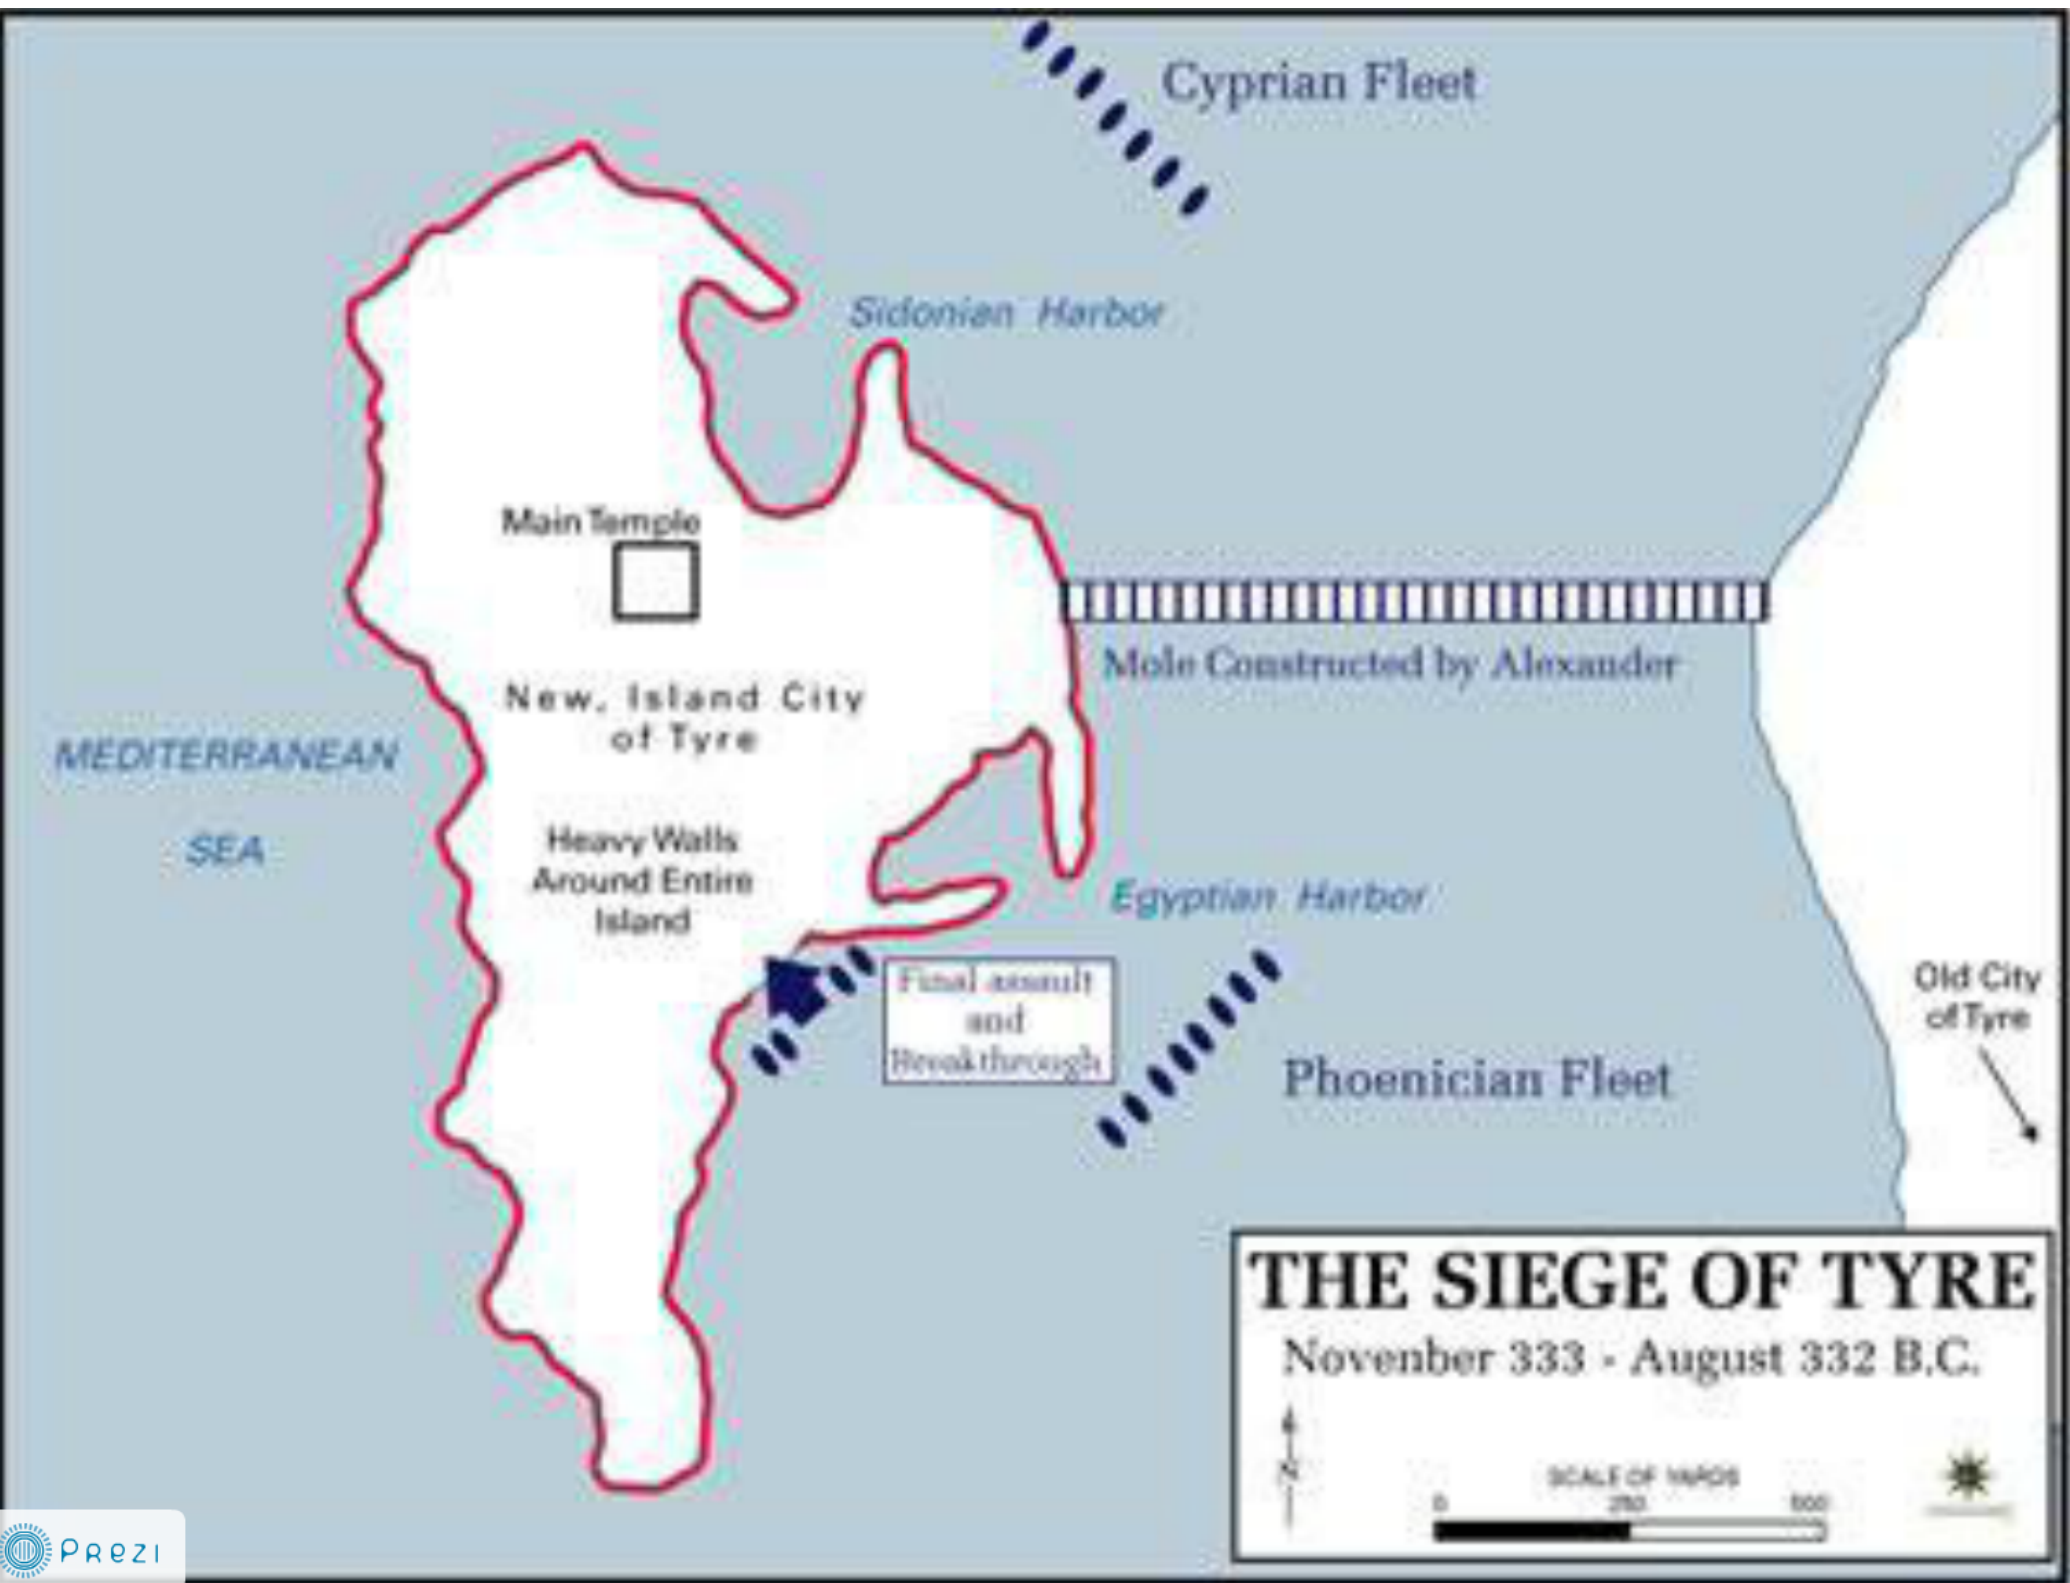 Cyprian Fleet
Sidonian Harbor
Main Temple
Mole Constructed by Alexander
New, Island City
of Tyre
MEDITERRANEAN
SEA
Heavy Walls
Around Entire
Island
Egyptian Harbor
Final assault
and
Breakthrough
Old City
of Tyre
Phoenician Fleet
THE SIEGE OF TYRE
Novenber 333 - August 332 B.C.
N
SCALE OF YARDS
0 250 500
Prezi